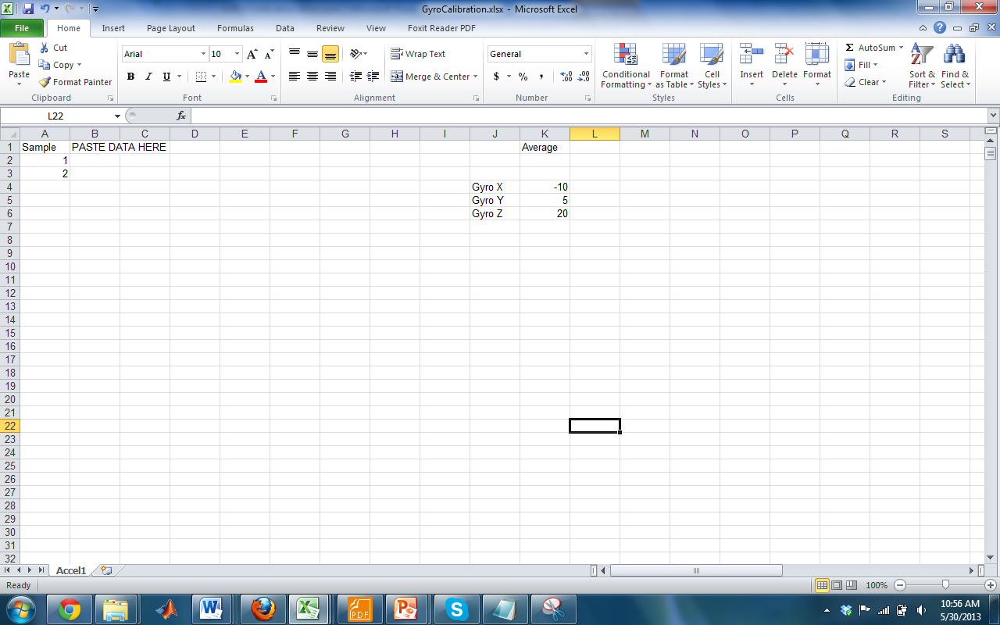 GyroCalibration.xlsx - Microsoft Excel
File Home Insert Page Layout Formulas Data Review View Foxit Reader PDF
Paste
Cut
Copy
Format Painter
Clipboard
Arial 10
B I U
Font
Wrap Text
Merge & Center
Alignment
General
$ % ,
Number
Conditional Formatting
Format as Table
Cell Styles
Styles
Insert Delete Format
Cells
Σ AutoSum
Fill
Clear
Sort & Filter
Find & Select
Editing
L22 fx
A B C D E F G H I J K L M N O P Q R S
1 Sample PASTE DATA HERE Average
2 1
3 2
4 Gyro X -10
5 Gyro Y 5
6 Gyro Z 20
7
8
9
10
11
12
13
14
15
16
17
18
19
20
21
22
23
24
25
26
27
28
29
30
31
32
Accel1
Ready 100%
PDF
10:56 AM
5/30/2013